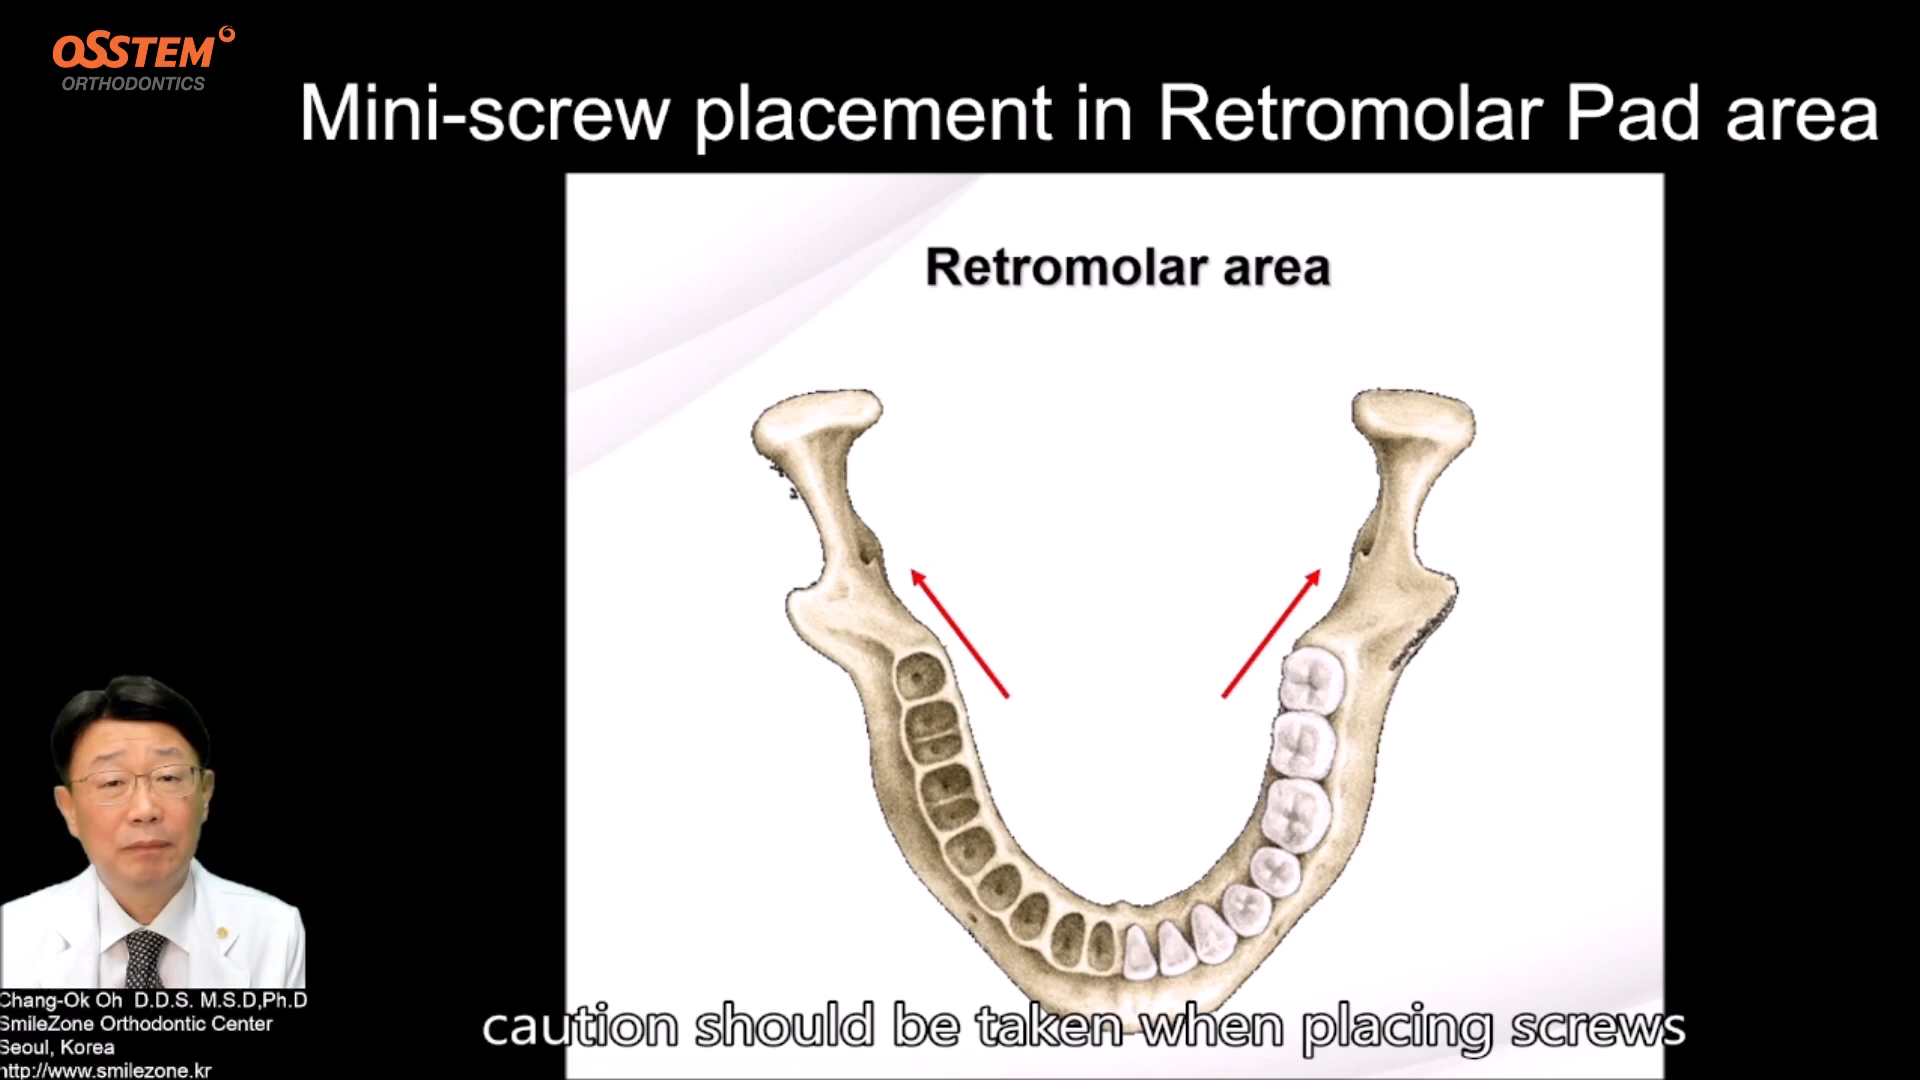 OSSTEM
ORTHODONTICS
Mini-screw placement in Retromolar Pad area
Retromolar area
Chang-Ok Oh D.D.S. M.S.D,Ph.D
SmileZone Orthodontic Center
Seoul, Korea
http://www.smilezone.kr
caution should be taken when placing screws